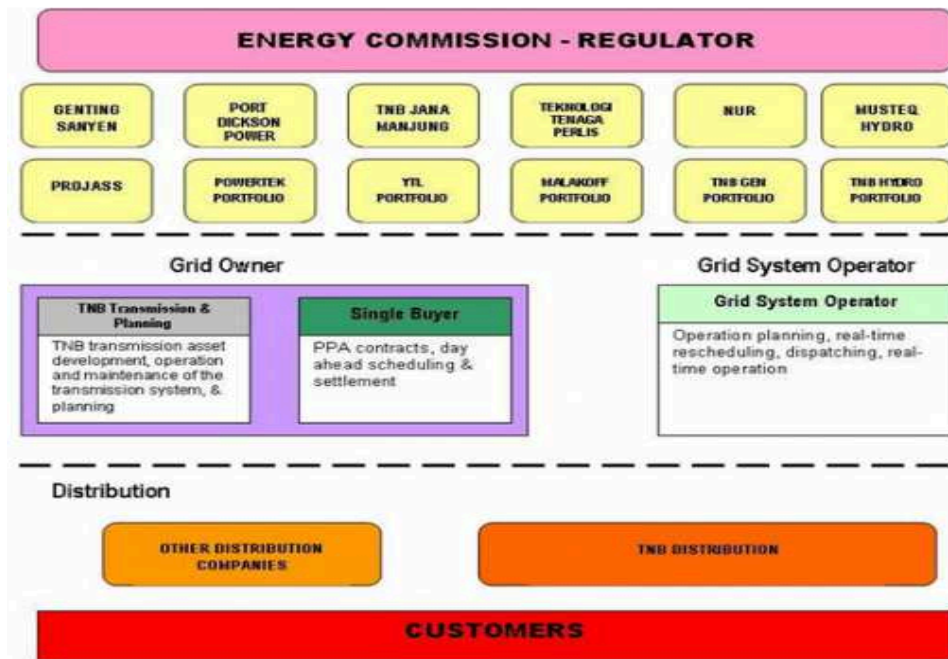 ENERGY COMMISSION - REGULATOR
GENTING
SANYEN
PORT
DICKSON
POWER
TNB JANA
MANJUNG
TEKNOLOGI
TENAGA
PERLIS
NUR
MUSTEQ
HYDRO
PROJASS
POWERTEK
PORTFOLIO
YTL
PORTFOLIO
MALAKOFF
PORTFOLIO
TNB GEN
PORTFOLIO
TNB HYDRO
PORTFOLIO
Grid Owner
TNB Transmission &
Planning
TNB transmission asset
development, operation
and maintenance of the
transmission system, &
planning
Single Buyer
PPA contracts, day
ahead scheduling &
settlement
Grid System Operator
Grid System Operator
Operation planning, real-time
rescheduling, dispatching, real-
time operation
Distribution
OTHER DISTRIBUTION
COMPANIES
TNB DISTRIBUTION
CUSTOMERS